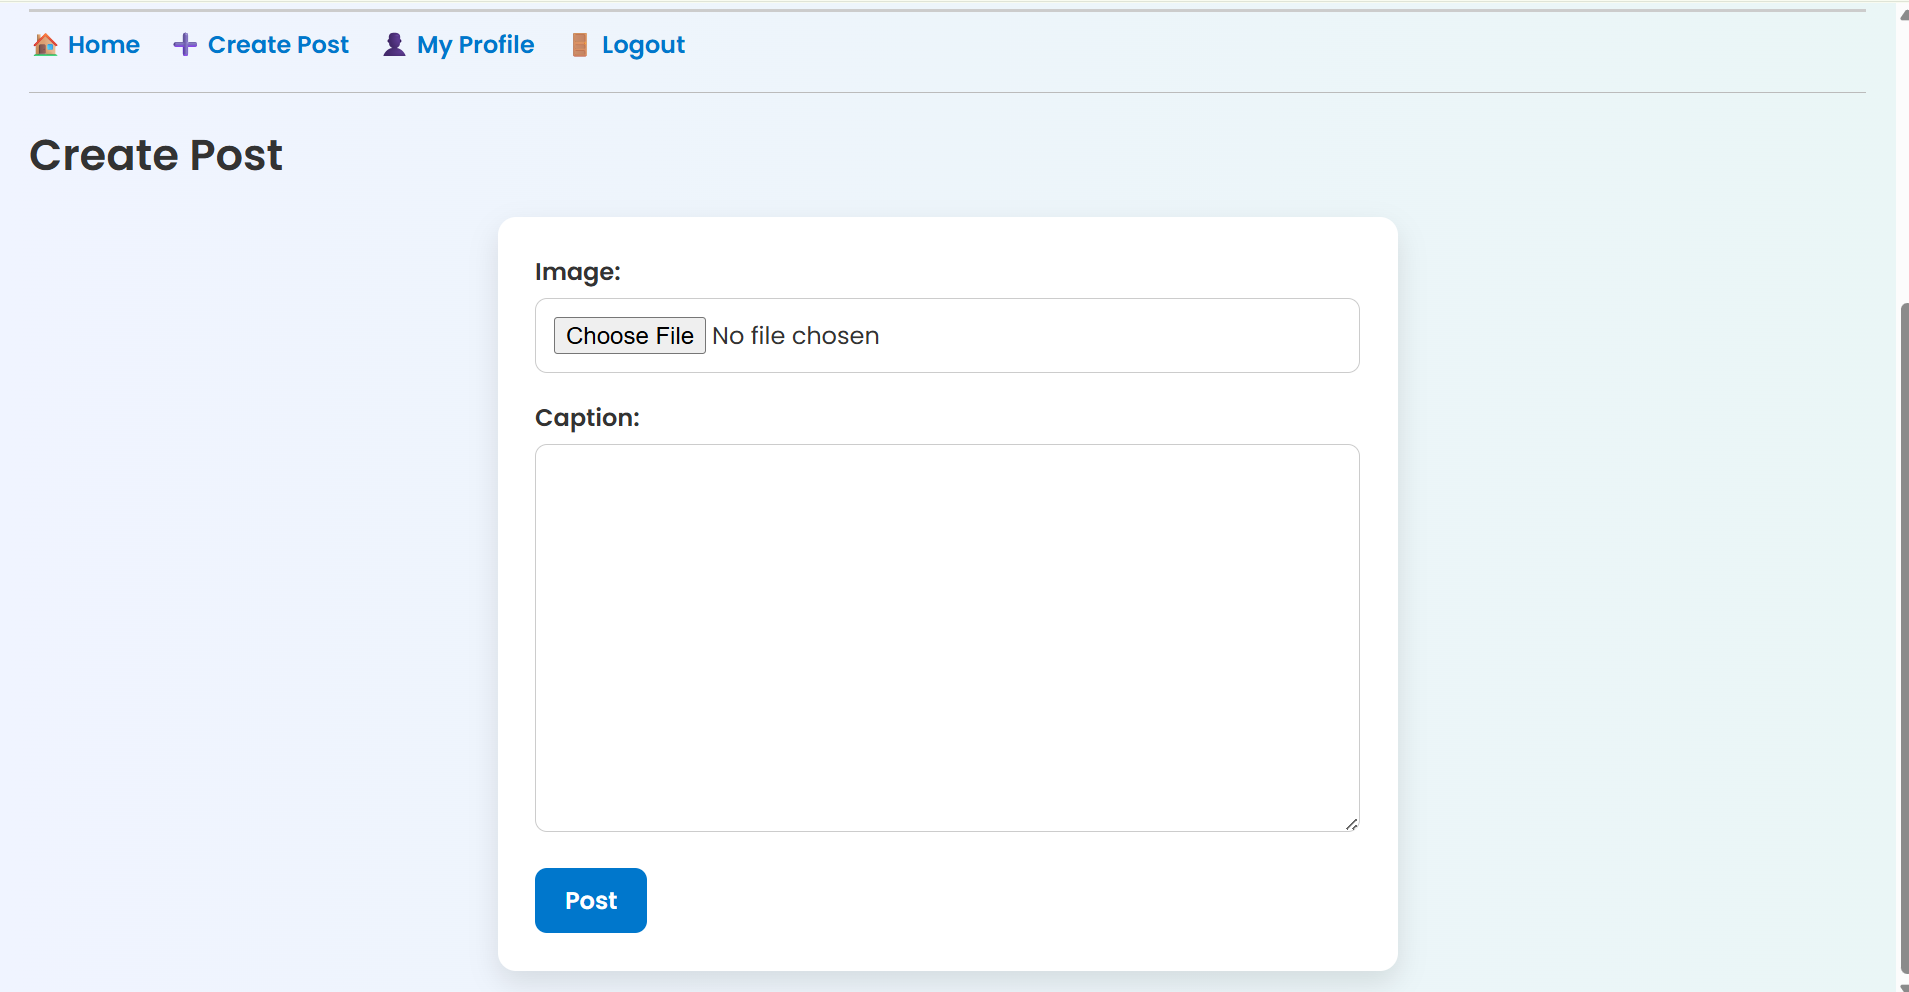 Home Create Post My Profile Logout
Create Post
Image:
Choose File No file chosen
Caption:
Post